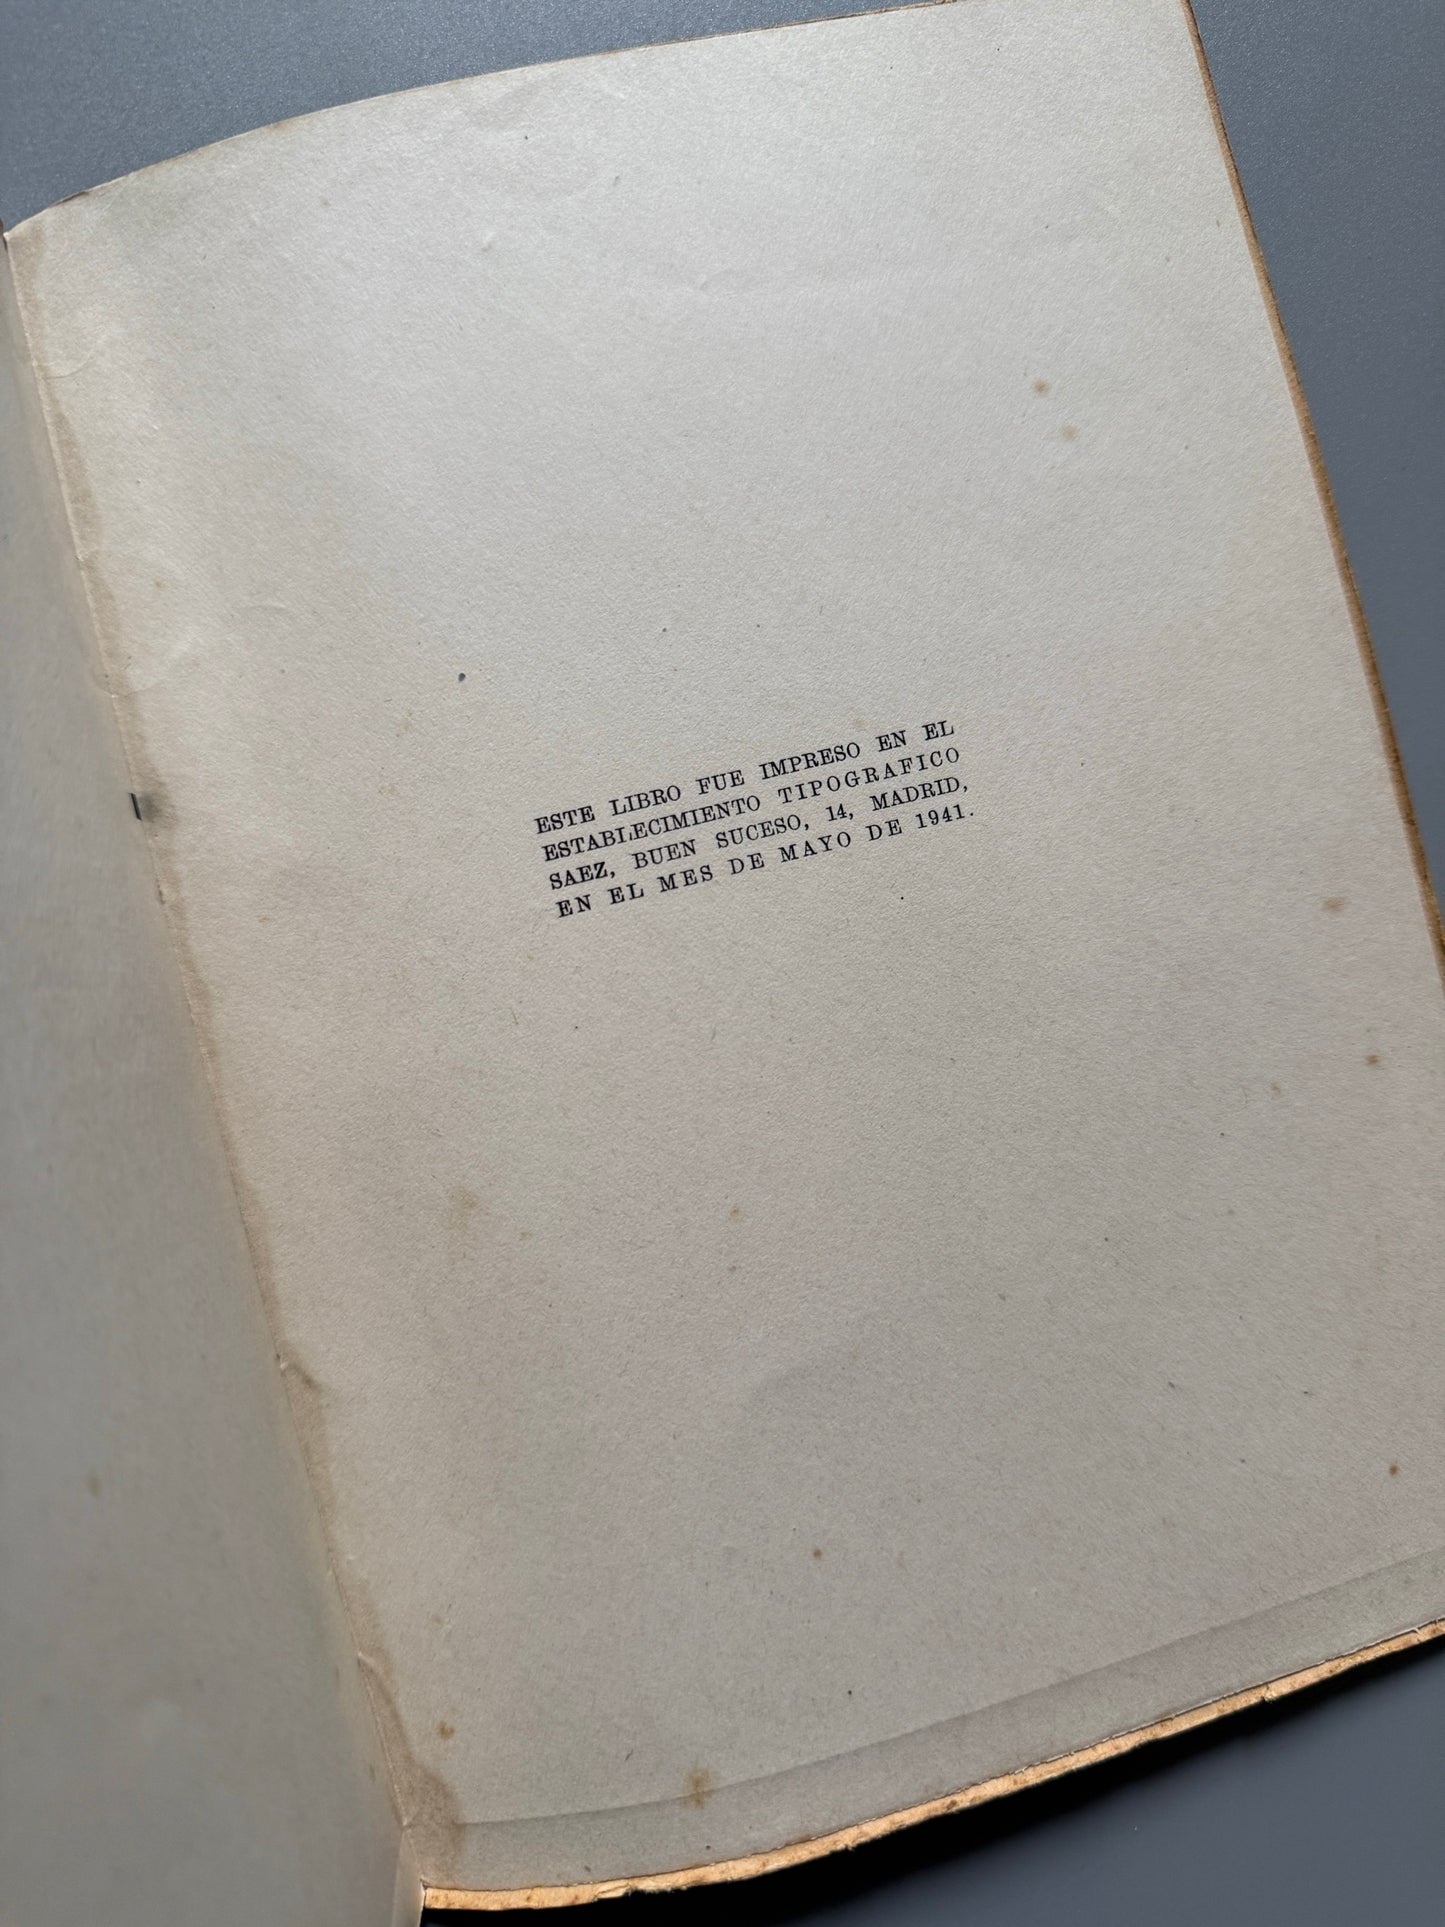 ESTE LIBRO FUE IMPRESO EN EL
ESTABLECIMIENTO TIPOGRAFICO
SAEZ, BUEN SUCESO, 14, MADRID,
EN EL MES DE MAYO DE 1941.